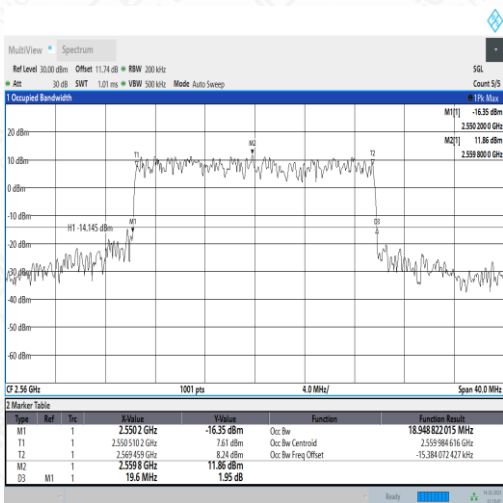 MultiView Spectrum
Ref Level 30.00 dBm Offset 11.74 dB RBW 200 kHz SGL
Att 30 dB SWT 1.01 ms VBW 500 kHz Mode Auto Sweep Count 5/5
1 Occupied Bandwidth 1Pk Max
M1[1] -16.35 dBm
2.550 200 0 GHz
M2[1] 11.86 dBm
2.559 800 0 GHz
20 dBm
M2
T1 T2
10 dBm
0 dBm
-10 dBm
M1 D3
H1 -14.145 dBm
-20 dBm
-30 dBm
-40 dBm
-50 dBm
-60 dBm
CF 2.56 GHz 1001 pts 4.0 MHz/ Span 40.0 MHz
2 Marker Table
Type Ref Trc X-Value Y-Value Function Function Result
M1 1 2.550 2 GHz -16.35 dBm Occ Bw 18.948 822 015 MHz
T1 1 2.550 510 2 GHz 7.61 dBm Occ Bw Centroid 2.559 984 616 GHz
T2 1 2.569 459 GHz 8.24 dBm Occ Bw Freq Offset -15.384 072 427 kHz
M2 1 2.559 8 GHz 11.86 dBm
D3 M1 1 19.6 MHz 1.95 dB
Ready